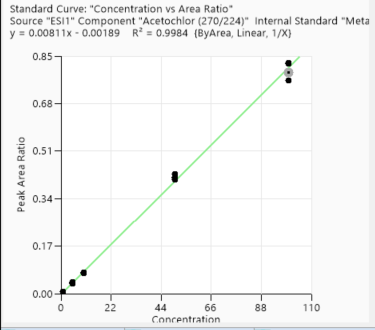 Standard Curve: "Concentration vs Area Ratio"
Source "ESI1" Component "Acetochlor (270/224)" Internal Standard "Meta
y = 0.00811x - 0.00189 R² = 0.9984 {ByArea, Linear, 1/X}
Peak Area Ratio
0.85
0.68
0.51
0.34
0.17
0.00
0 22 44 66 88 110
Concentration